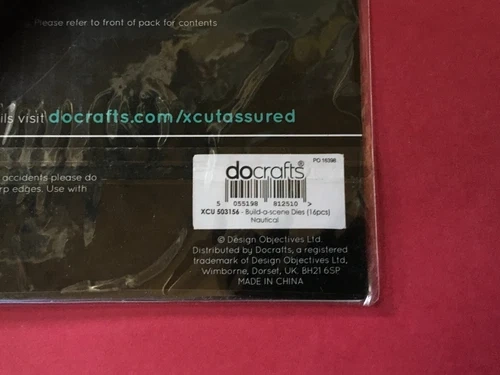 . Please refer to front of pack for contents
ils visit docrafts.com/xcutassured
accidents please do
rp edges. Use with
docrafts®
PO 16398
5 055198 812510 >
XCU 503156 - Build-a-scene Dies (16pcs)
Nautical
© Design Objectives Ltd.
Distributed by Docrafts, a registered
trademark of Design Objectives Ltd,
Wimborne, Dorset, UK. BH21 6SP
MADE IN CHINA